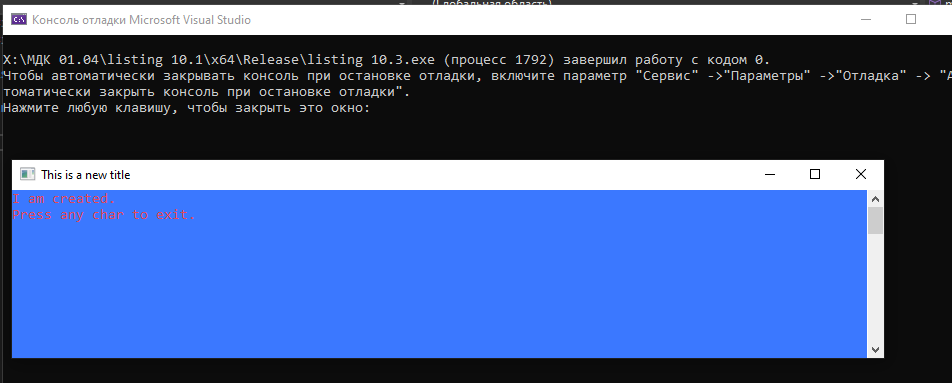 (Глобальная область)
Консоль отладки Microsoft Visual Studio
X:\МДК 01.04\listing 10.1\x64\Release\listing 10.3.exe (процесс 1792) завершил работу с кодом 0.
Чтобы автоматически закрывать консоль при остановке отладки, включите параметр "Сервис" ->"Параметры" ->"Отладка" -> "А
томатически закрыть консоль при остановке отладки".
Нажмите любую клавишу, чтобы закрыть это окно:
This is a new title
I am created.
Press any char to exit.